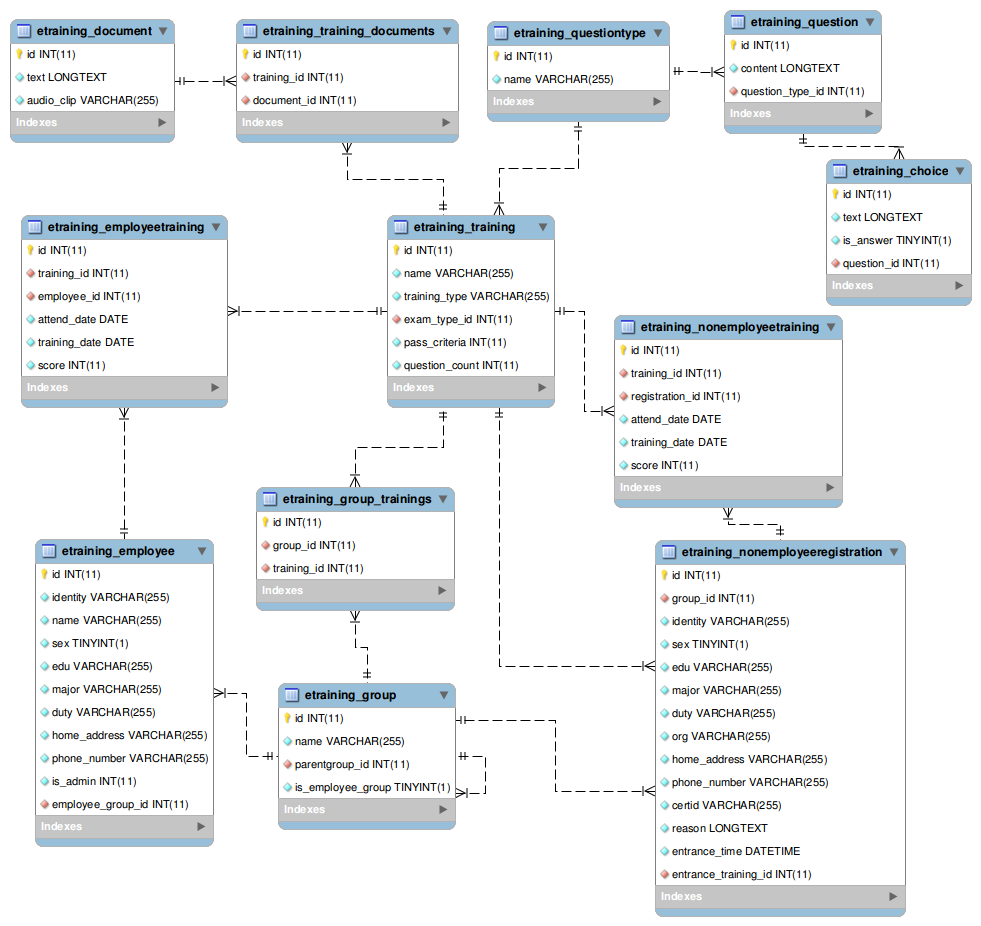 etraining_document
id INT(11)
text LONGTEXT
audio_clip VARCHAR(255)
Indexes
etraining_training_documents
id INT(11)
training_id INT(11)
document_id INT(11)
Indexes
etraining_questiontype
id INT(11)
name VARCHAR(255)
Indexes
etraining_question
id INT(11)
content LONGTEXT
question_type_id INT(11)
Indexes
etraining_choice
id INT(11)
text LONGTEXT
is_answer TINYINT(1)
question_id INT(11)
Indexes
etraining_employeetraining
id INT(11)
training_id INT(11)
employee_id INT(11)
attend_date DATE
training_date DATE
score INT(11)
Indexes
etraining_training
id INT(11)
name VARCHAR(255)
training_type VARCHAR(255)
exam_type_id INT(11)
pass_criteria INT(11)
question_count INT(11)
Indexes
etraining_nonemployeetraining
id INT(11)
training_id INT(11)
registration_id INT(11)
attend_date DATE
training_date DATE
score INT(11)
Indexes
etraining_group_trainings
id INT(11)
group_id INT(11)
training_id INT(11)
Indexes
etraining_employee
id INT(11)
identity VARCHAR(255)
name VARCHAR(255)
sex TINYINT(1)
edu VARCHAR(255)
major VARCHAR(255)
duty VARCHAR(255)
home_address VARCHAR(255)
phone_number VARCHAR(255)
is_admin INT(11)
employee_group_id INT(11)
Indexes
etraining_group
id INT(11)
name VARCHAR(255)
parentgroup_id INT(11)
is_employee_group TINYINT(1)
Indexes
etraining_nonemployeeregistration
id INT(11)
group_id INT(11)
identity VARCHAR(255)
sex TINYINT(1)
edu VARCHAR(255)
major VARCHAR(255)
duty VARCHAR(255)
org VARCHAR(255)
home_address VARCHAR(255)
phone_number VARCHAR(255)
certid VARCHAR(255)
reason LONGTEXT
entrance_time DATETIME
entrance_training_id INT(11)
Indexes